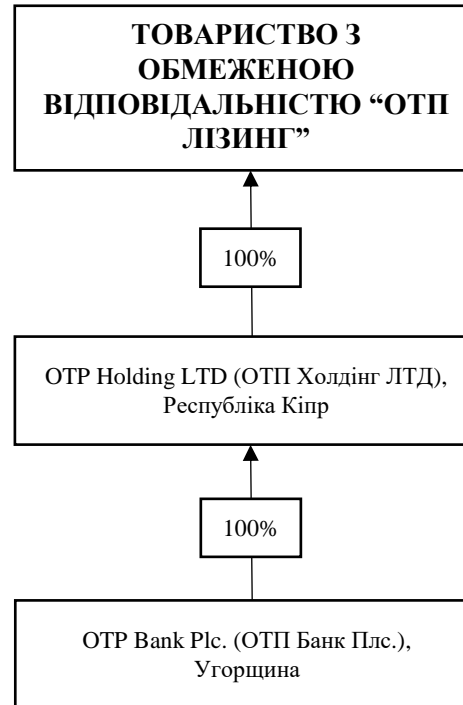 ТОВАРИСТВО З
ОБМЕЖЕНОЮ
ВІДПОВІДАЛЬНІСТЮ “ОТП
ЛІЗИНГ”
100%
OTP Holding LTD (ОТП Холдінг ЛТД),
Республіка Кіпр
100%
OTP Bank Plc. (ОТП Банк Плс.),
Угорщина